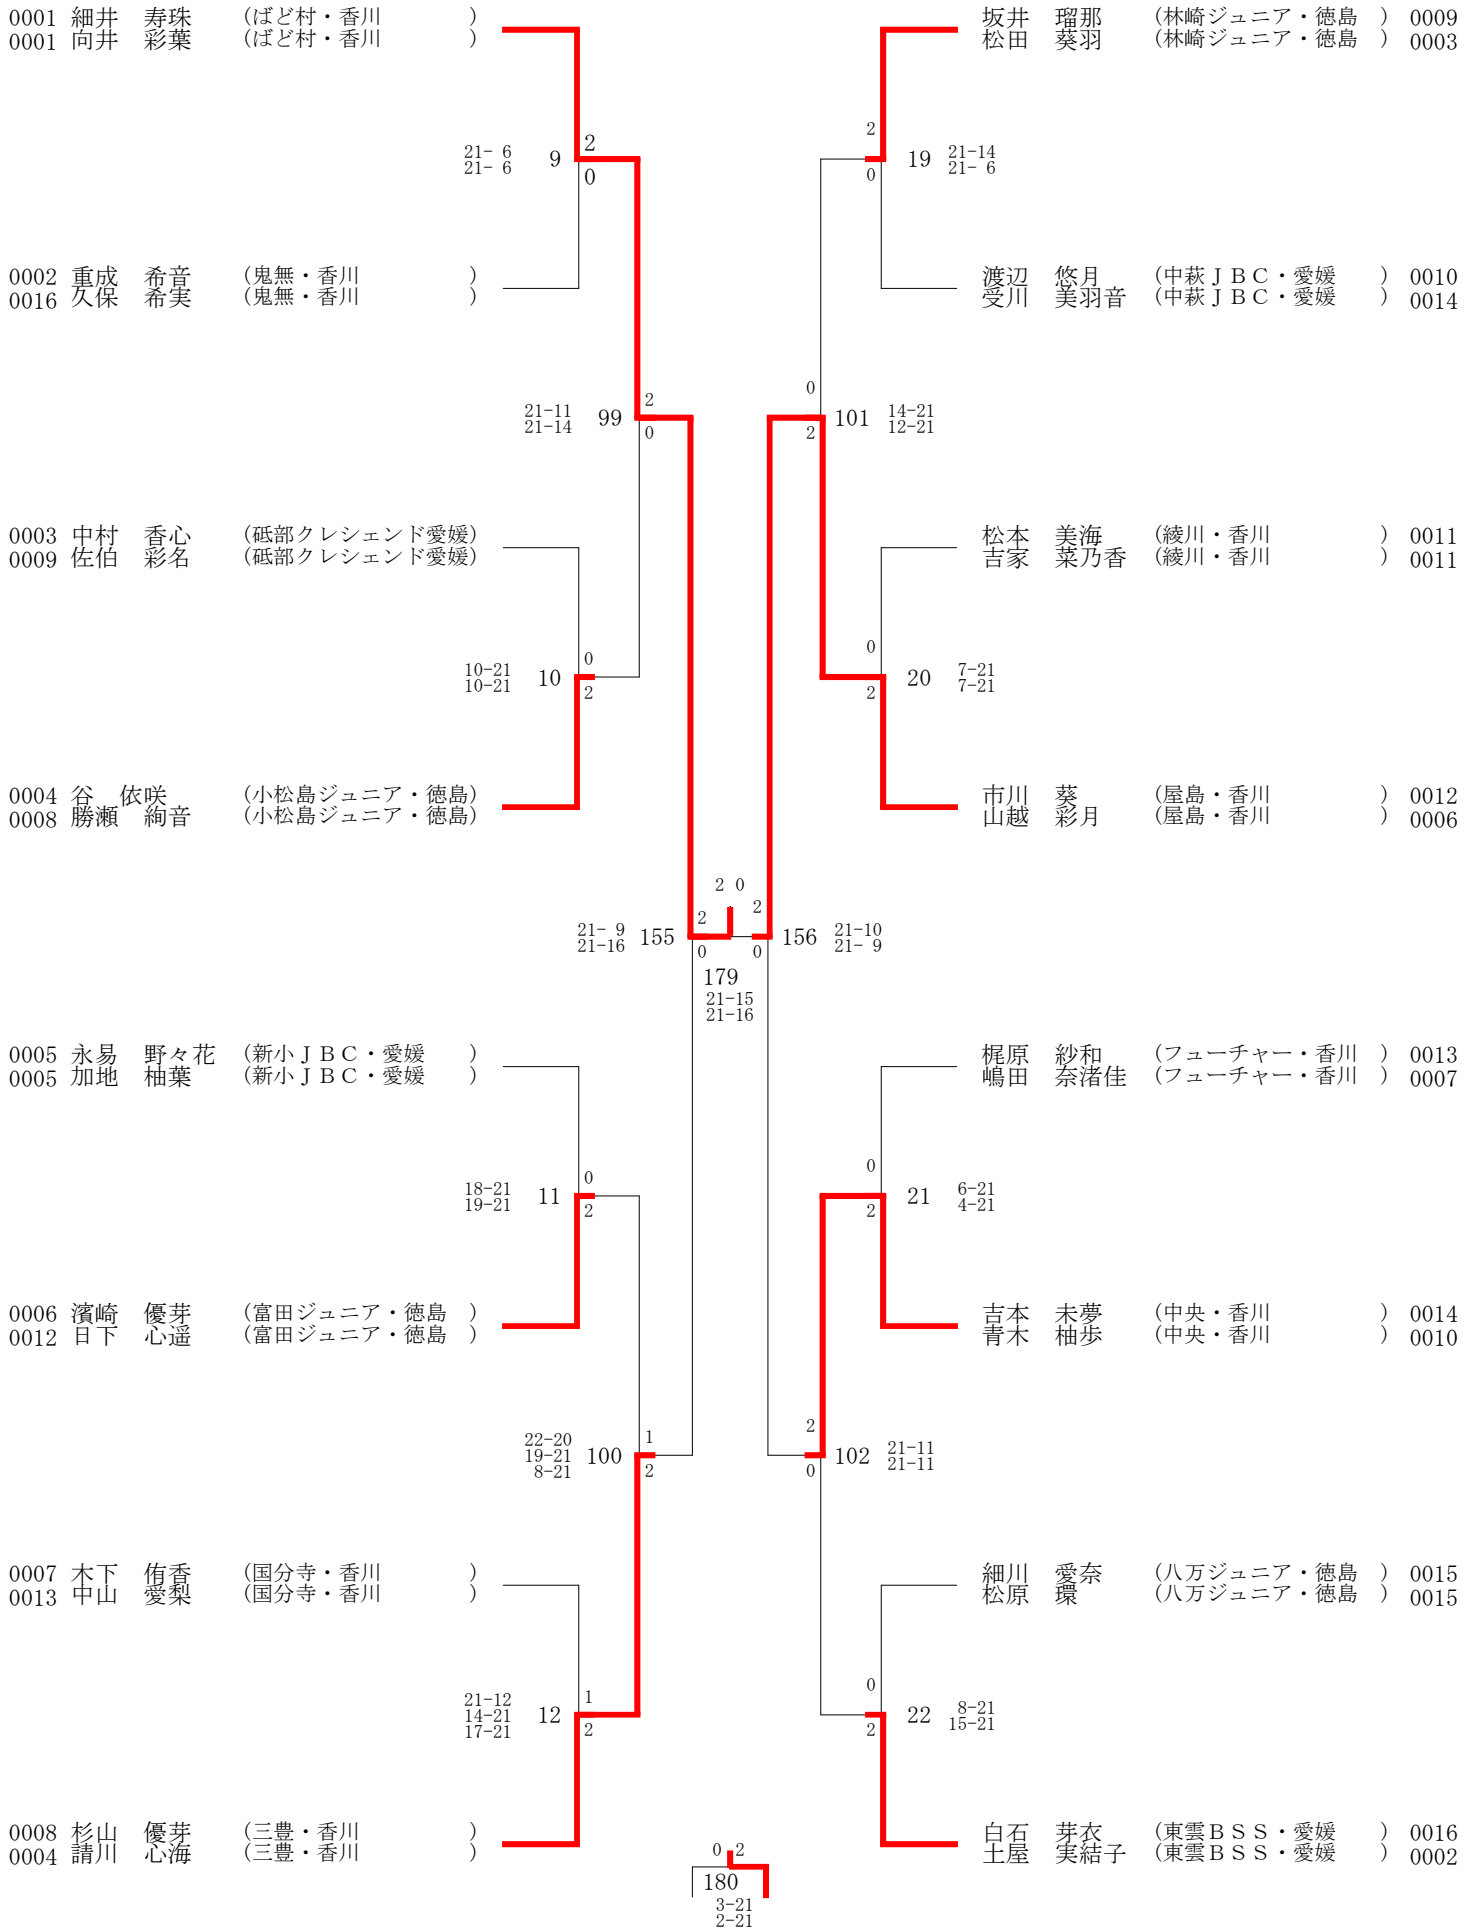 0001 細井　寿珠　（ばど村・香川　　　　）
0001 向井　彩葉　（ばど村・香川　　　　）
21- 6
21- 6
9
2
0
0002 重成　希音　（鬼無・香川　　　　　）
0016 久保　希実　（鬼無・香川　　　　　）
21-11
21-14
99
2
0
0003 中村　香心　（砥部クレシェンド愛媛）
0009 佐伯　彩名　（砥部クレシェンド愛媛）
10-21
10-21
10
0
2
0004 谷　依咲　（小松島ジュニア・徳島）
0008 勝瀬　絢音　（小松島ジュニア・徳島）
21- 9
21-16
155
2
0
0005 永易　野々花　（新小ＪＢＣ・愛媛　　）
0005 加地　柚葉　（新小ＪＢＣ・愛媛　　）
18-21
19-21
11
0
2
0006 濱崎　優芽　（富田ジュニア・徳島　）
0012 日下　心遥　（富田ジュニア・徳島　）
22-20
19-21
8-21
100
1
2
0007 木下　侑香　（国分寺・香川　　　　）
0013 中山　愛梨　（国分寺・香川　　　　）
21-12
14-21
17-21
12
1
2
0008 杉山　優芽　（三豊・香川　　　　　）
0004 請川　心海　（三豊・香川　　　　　）
2 0
179
21-15
21-16
0 2
180
3-21
2-21
坂井　瑠那　（林崎ジュニア・徳島　） 0009
松田　葵羽　（林崎ジュニア・徳島　） 0003
2
0
19
21-14
21- 6
渡辺　悠月　（中萩ＪＢＣ・愛媛　　） 0010
受川　美羽音　（中萩ＪＢＣ・愛媛　　） 0014
0
2
101
14-21
12-21
松本　美海　（綾川・香川　　　　　） 0011
吉家　菜乃香　（綾川・香川　　　　　） 0011
0
2
20
7-21
7-21
市川　葵　（屋島・香川　　　　　） 0012
山越　彩月　（屋島・香川　　　　　） 0006
2
0
156
21-10
21- 9
梶原　紗和　（フューチャー・香川　） 0013
嶋田　奈渚佳　（フューチャー・香川　） 0007
0
2
21
6-21
4-21
吉本　未夢　（中央・香川　　　　　） 0014
青木　柚歩　（中央・香川　　　　　） 0010
2
0
102
21-11
21-11
細川　愛奈　（八万ジュニア・徳島　） 0015
松原　環　（八万ジュニア・徳島　） 0015
0
2
22
8-21
15-21
白石　芽衣　（東雲ＢＳＳ・愛媛　　） 0016
土屋　実結子　（東雲ＢＳＳ・愛媛　　） 0002